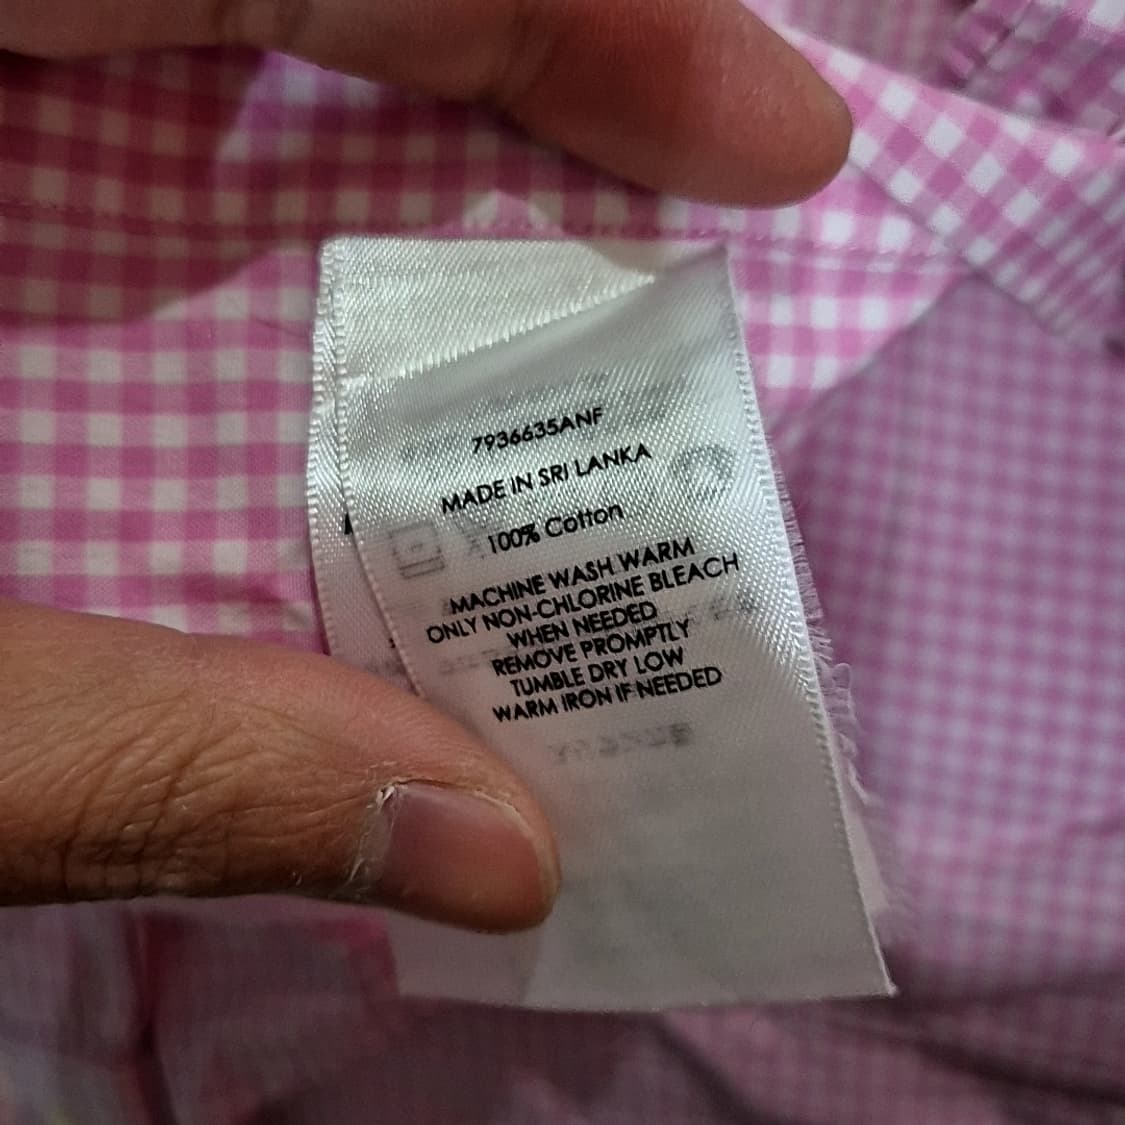 7936635ANF
MADE IN SRI LANKA
100% Cotton
MACHINE WASH WARM
ONLY NON-CHLORINE BLEACH
WHEN NEEDED
REMOVE PROMPTLY
TUMBLE DRY LOW
WARM IRON IF NEEDED